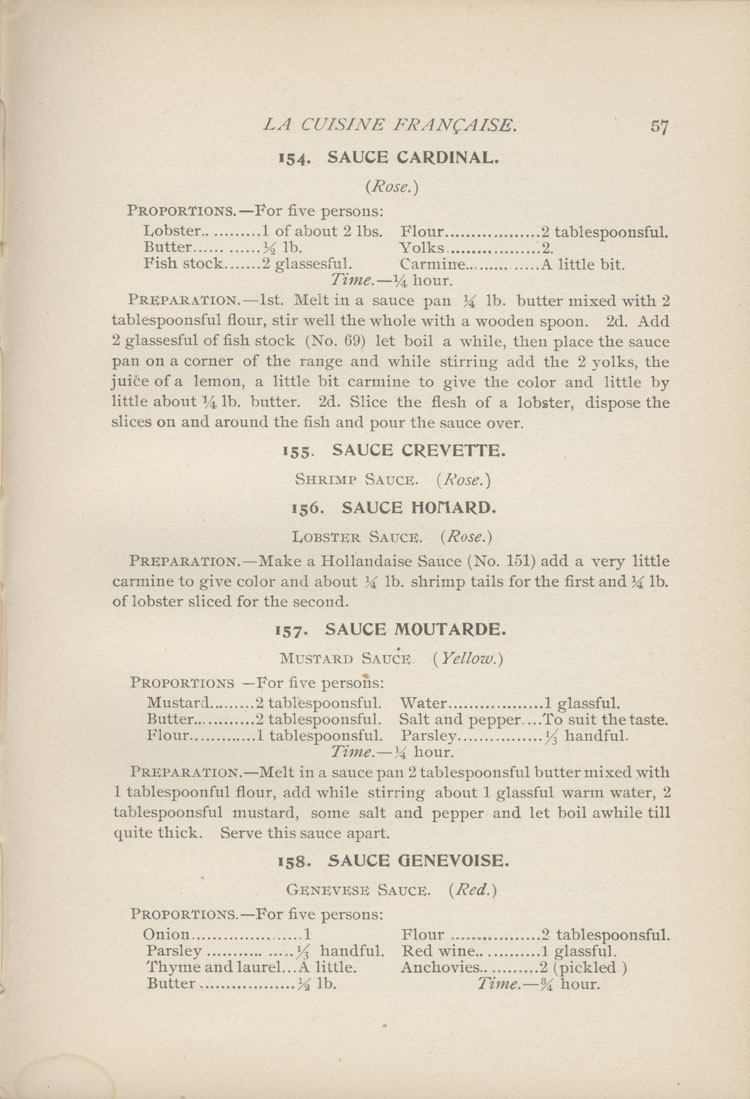 LA CUISINE FRANÇAISE. 57
154. SAUCE CARDINAL.
(Rose.)
PROPORTIONS.—For five persons:
Lobster.. .........1 of about 2 lbs. Flour..................2 tablespoonsful.
Butter...... ......½ lb. Yolks .................2.
Fish stock.......2 glassesful. Carmine........ .....A little bit.
Time.—¼ hour.
PREPARATION.—1st. Melt in a sauce pan ¼ lb. butter mixed with 2
tablespoonsful flour, stir well the whole with a wooden spoon. 2d. Add
2 glassesful of fish stock (No. 69) let boil a while, then place the sauce
pan on a corner of the range and while stirring add the 2 yolks, the
juice of a lemon, a little bit carmine to give the color and little by
little about ¼ lb. butter. 2d. Slice the flesh of a lobster, dispose the
slices on and around the fish and pour the sauce over.
155. SAUCE CREVETTE.
SHRIMP SAUCE. (Rose.)
156. SAUCE HOMARD.
LOBSTER SAUCE. (Rose.)
PREPARATION.—Make a Hollandaise Sauce (No. 151) add a very little
carmine to give color and about ¼ lb. shrimp tails for the first and ¼ lb.
of lobster sliced for the second.
157. SAUCE MOUTARDE.
MUSTARD SAUCE. (Yellow.)
PROPORTIONS —For five persons:
Mustard.........2 tablespoonsful. Water..................1 glassful.
Butter............2 tablespoonsful. Salt and pepper....To suit the taste.
Flour.............1 tablespoonsful. Parsley................⅓ handful.
Time.—¼ hour.
PREPARATION.—Melt in a sauce pan 2 tablespoonsful butter mixed with
1 tablespoonful flour, add while stirring about 1 glassful warm water, 2
tablespoonsful mustard, some salt and pepper and let boil awhile till
quite thick. Serve this sauce apart.
158. SAUCE GENEVOISE.
GENEVESE SAUCE. (Red.)
PROPORTIONS.—For five persons:
Onion.....................1 Flour .................2 tablespoonsful.
Parsley ........... .....⅓ handful. Red wine.. ..........1 glassful.
Thyme and laurel...A little. Anchovies.. .........2 (pickled )
Butter ..................½ lb. Time.—¾ hour.